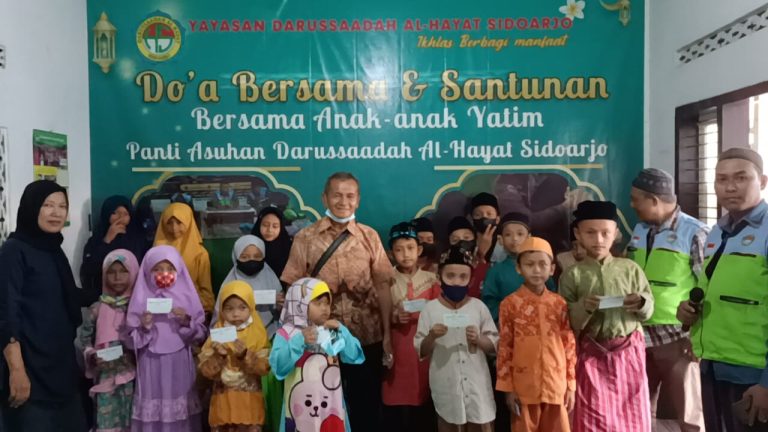 YAYASAN DARUSSAADAH AL-HAYAT SIDOARJO
Ikhlas Berbagi manfaat
Do'a Bersama & Santunan
Bersama Anak-anak Yatim
Panti Asuhan Darussaadah Al-Hayat Sidoarjo